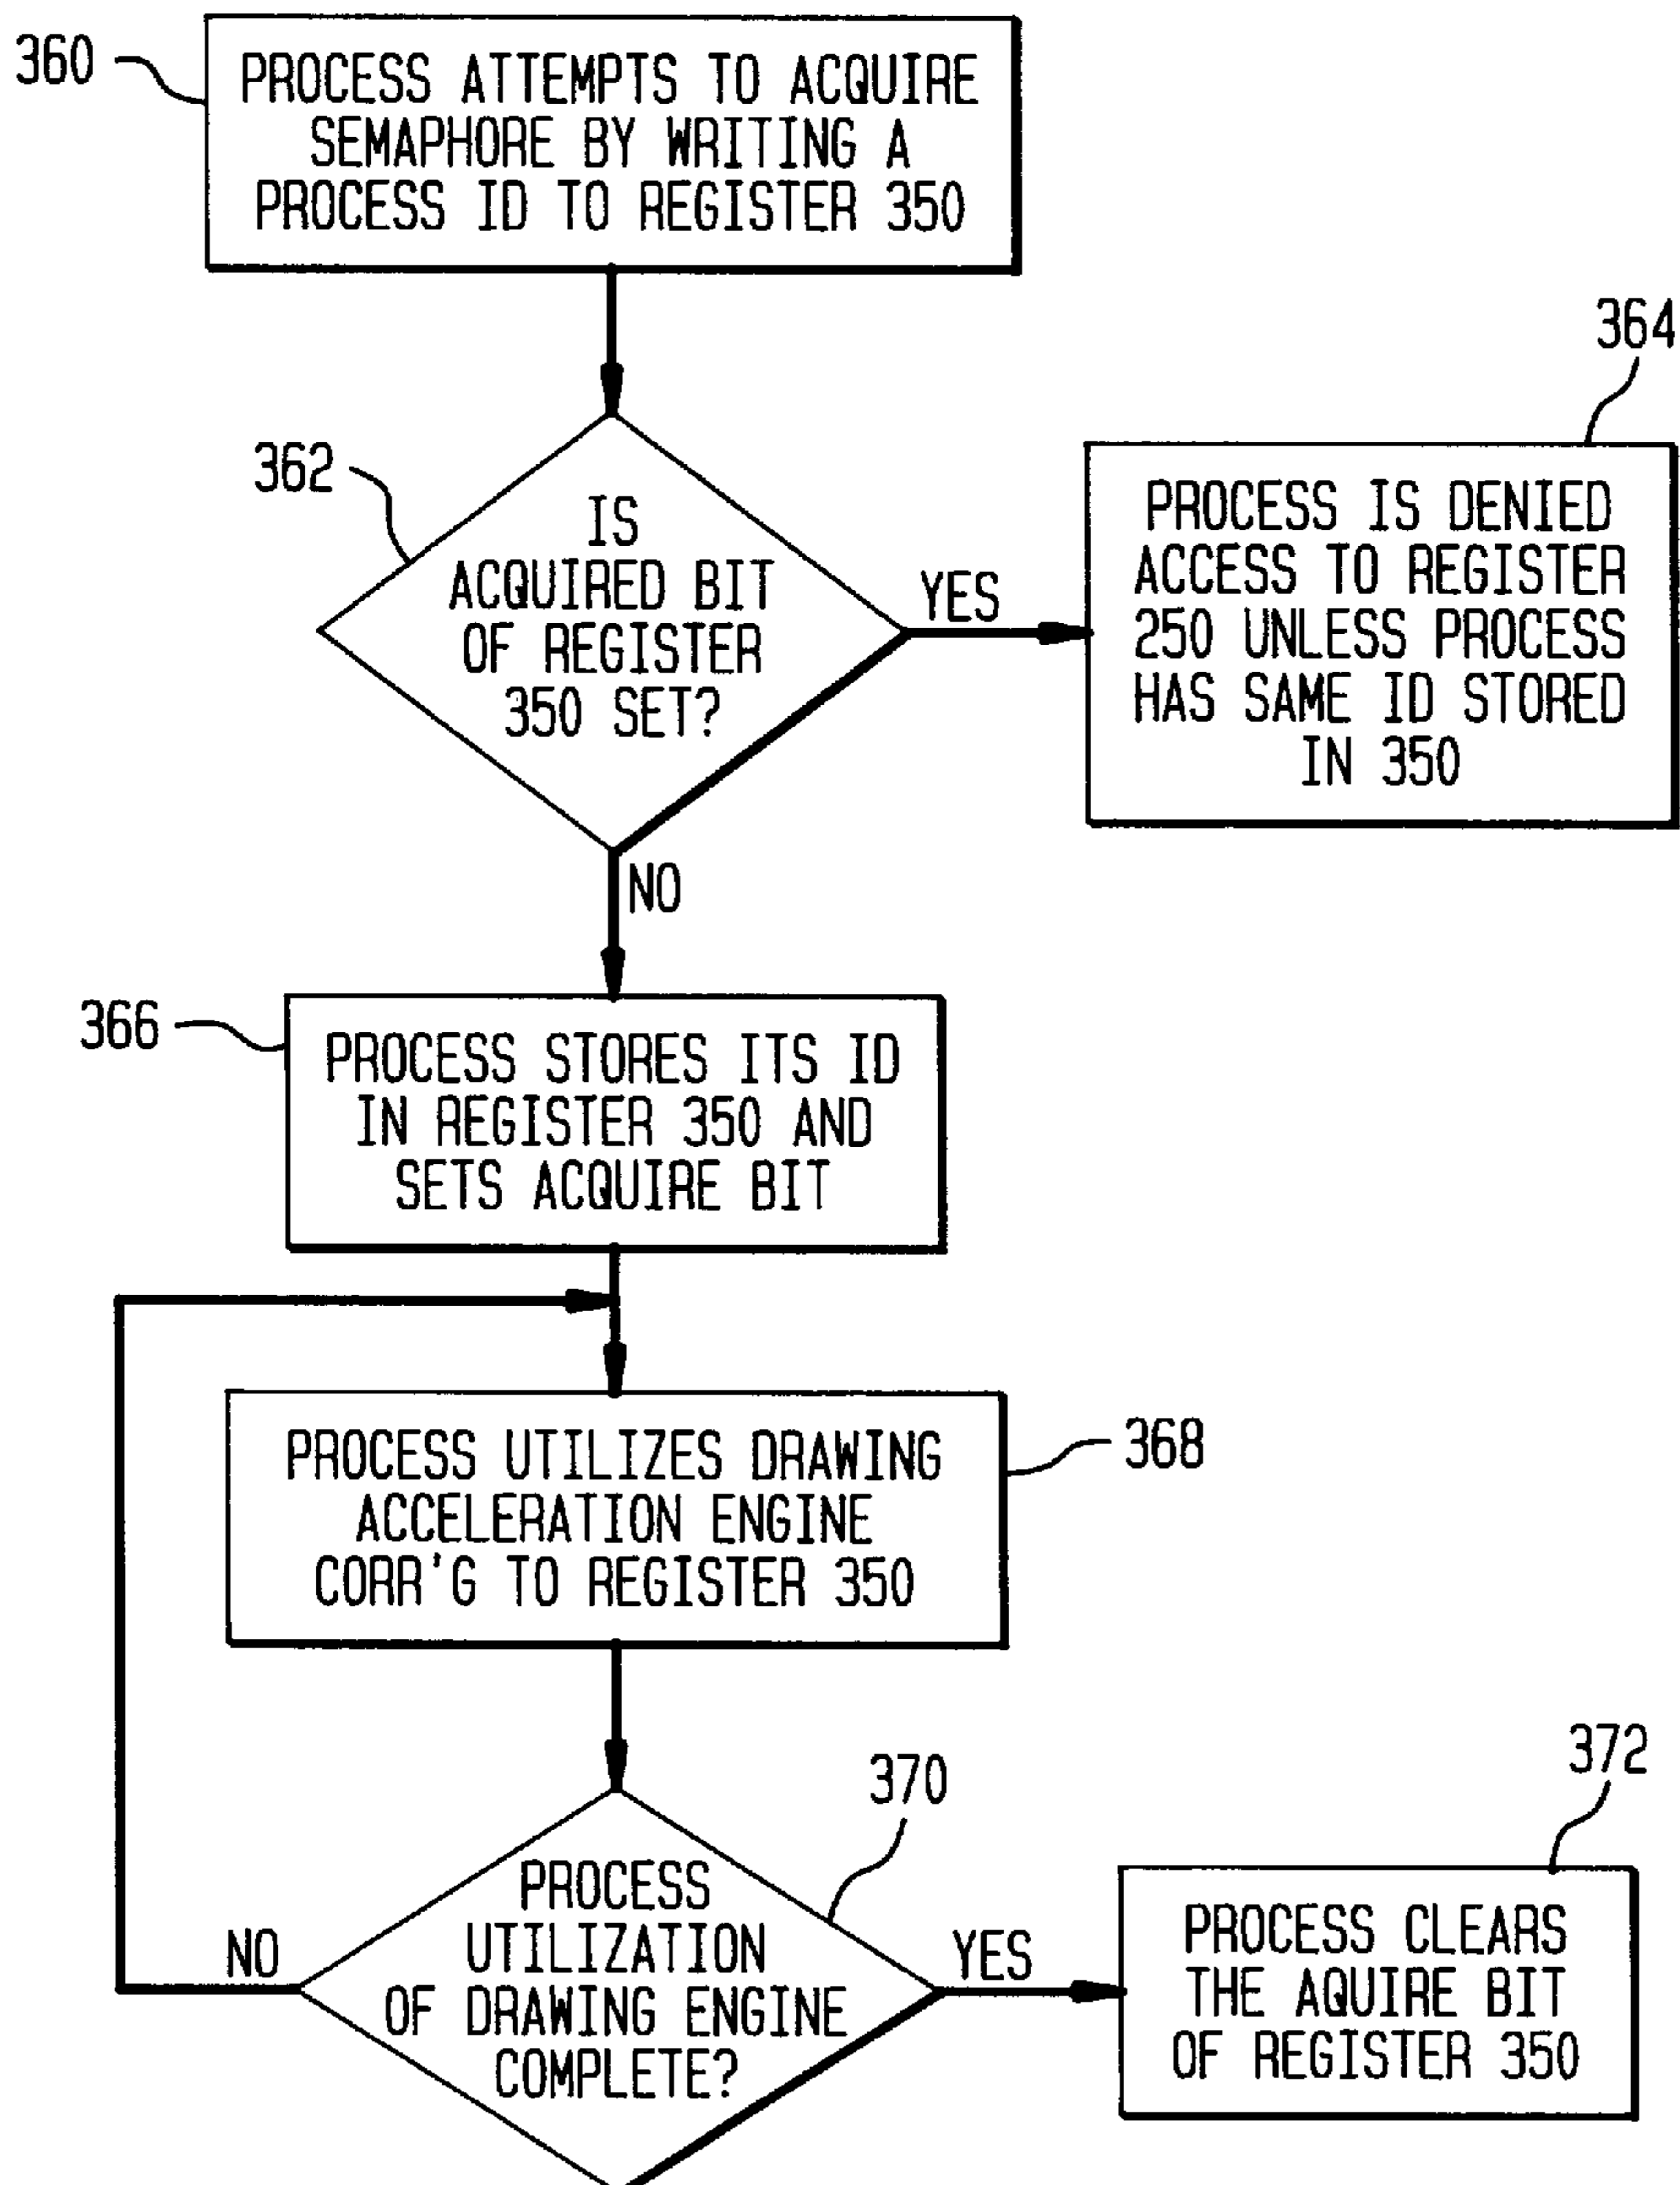 360
PROCESS ATTEMPTS TO ACQUIRE
SEMAPHORE BY WRITING A
PROCESS ID TO REGISTER 350
364
362
IS
ACQUIRED BIT
OF REGISTER
350 SET?
YES
PROCESS IS DENIED
ACCESS TO REGISTER
250 UNLESS PROCESS
HAS SAME ID STORED
IN 350
NO
366
PROCESS STORES ITS ID
IN REGISTER 350 AND
SETS ACQUIRE BIT
PROCESS UTILIZES DRAWING
ACCELERATION ENGINE
CORR'G TO REGISTER 350
368
370
372
PROCESS
UTILIZATION
OF DRAWING ENGINE
COMPLETE?
NO
YES
PROCESS CLEARS
THE AQUIRE BIT
OF REGISTER 350